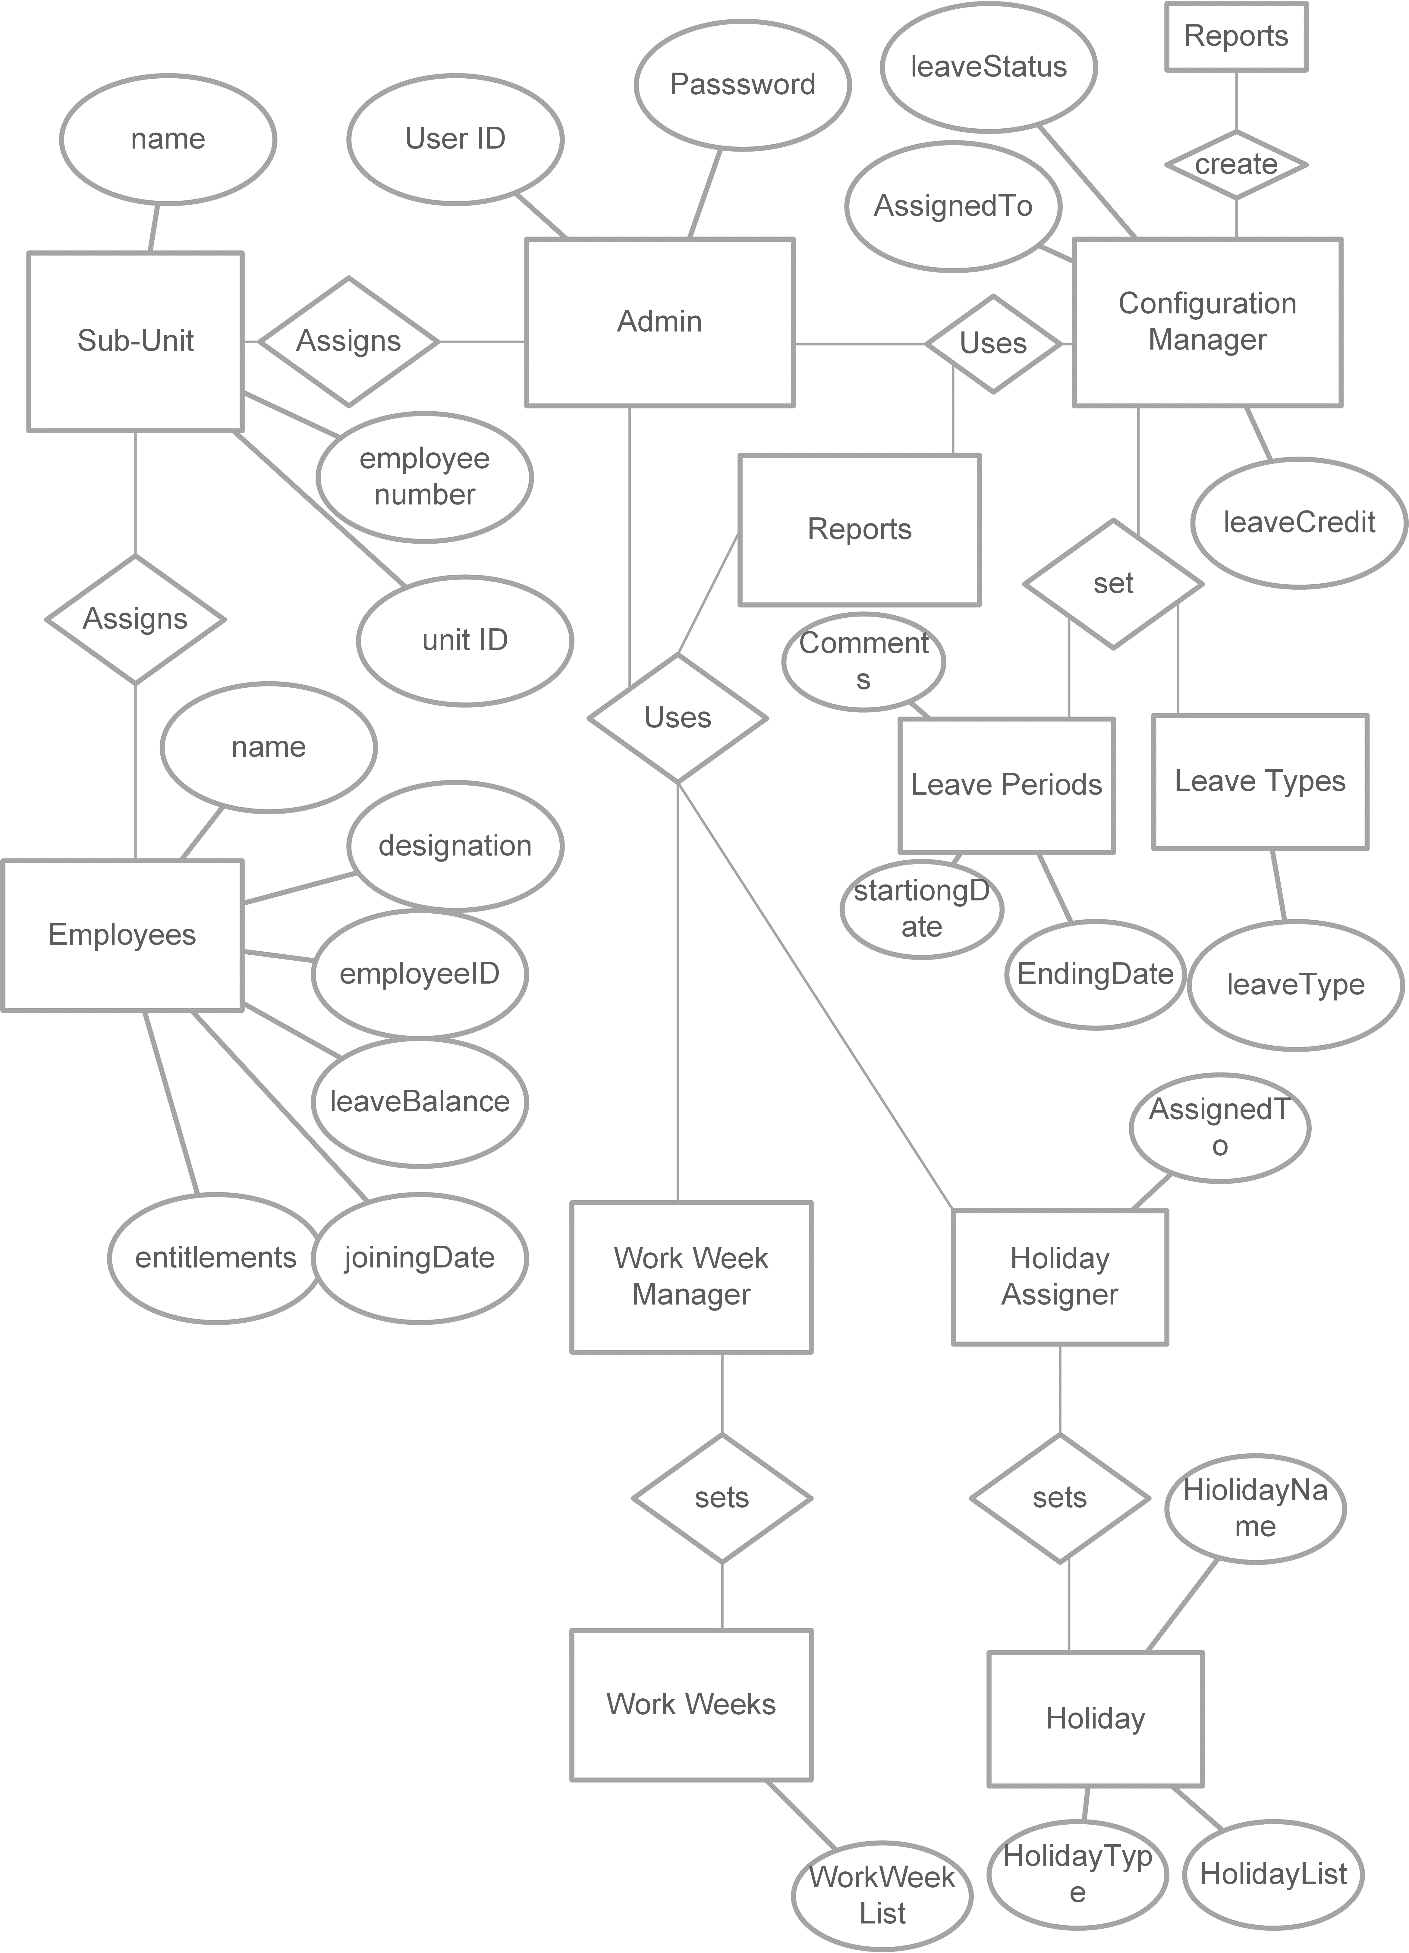 Reports
leaveStatus
Passsword
name
User ID
create
AssignedTo
Configuration
Manager
Admin
Sub-Unit
Assigns
Uses
employee
number
leaveCredit
Reports
set
Assigns
unit ID
Comment
s
Uses
name
Leave Periods
Leave Types
designation
startiongD
ate
Employees
employeeID
EndingDate
leaveType
leaveBalance
AssignedT
o
entitlements
joiningDate
Work Week
Manager
Holiday
Assigner
sets
sets
HiolidayNa
me
Work Weeks
Holiday
HolidayTyp
e
HolidayList
WorkWeek
List